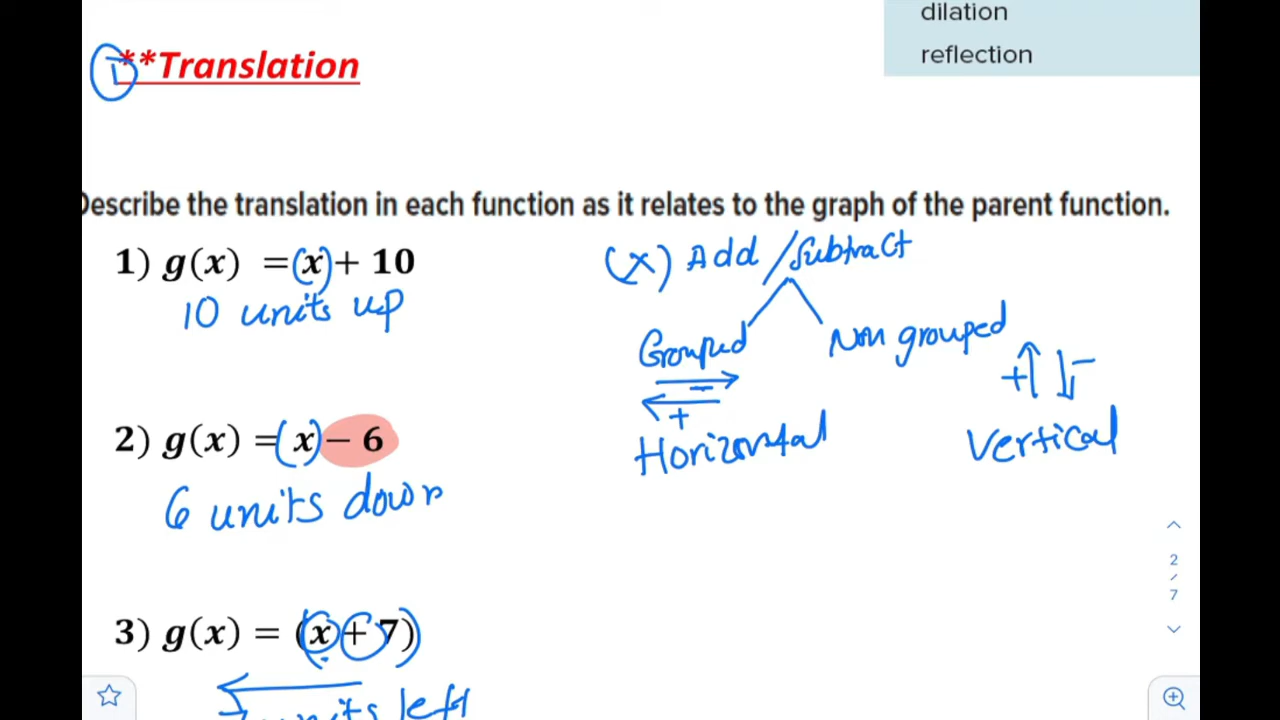 dilation
reflection
1 **Translation
Describe the translation in each function as it relates to the graph of the parent function.
1) g(x) = (x) + 10
10 units up
(x) Add / Subtract
Grouped
Non grouped
−
+
+ −
Horizontal
Vertical
2) g(x) = (x) − 6
6 units down
3) g(x) = (x + 7)
7 units left
2
/
7